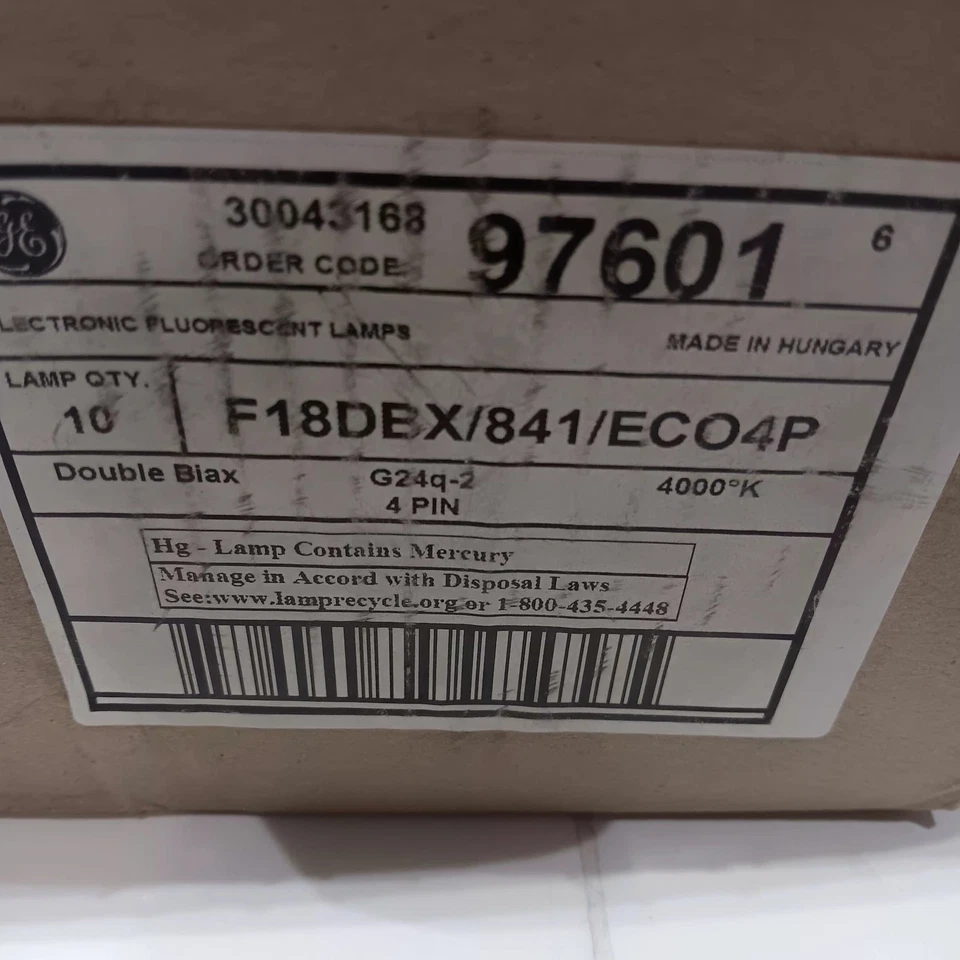 GE
30043168
ORDER CODE 97601 6
LECTRONIC FLUORESCENT LAMPS MADE IN HUNGARY
LAMP QTY.
10 F18DBX/841/ECO4P
Double Biax G24q-2 4000°K
4 PIN
Hg - Lamp Contains Mercury
Manage in Accord with Disposal Laws
See:www.lamprecycle.org or 1-800-435-4448